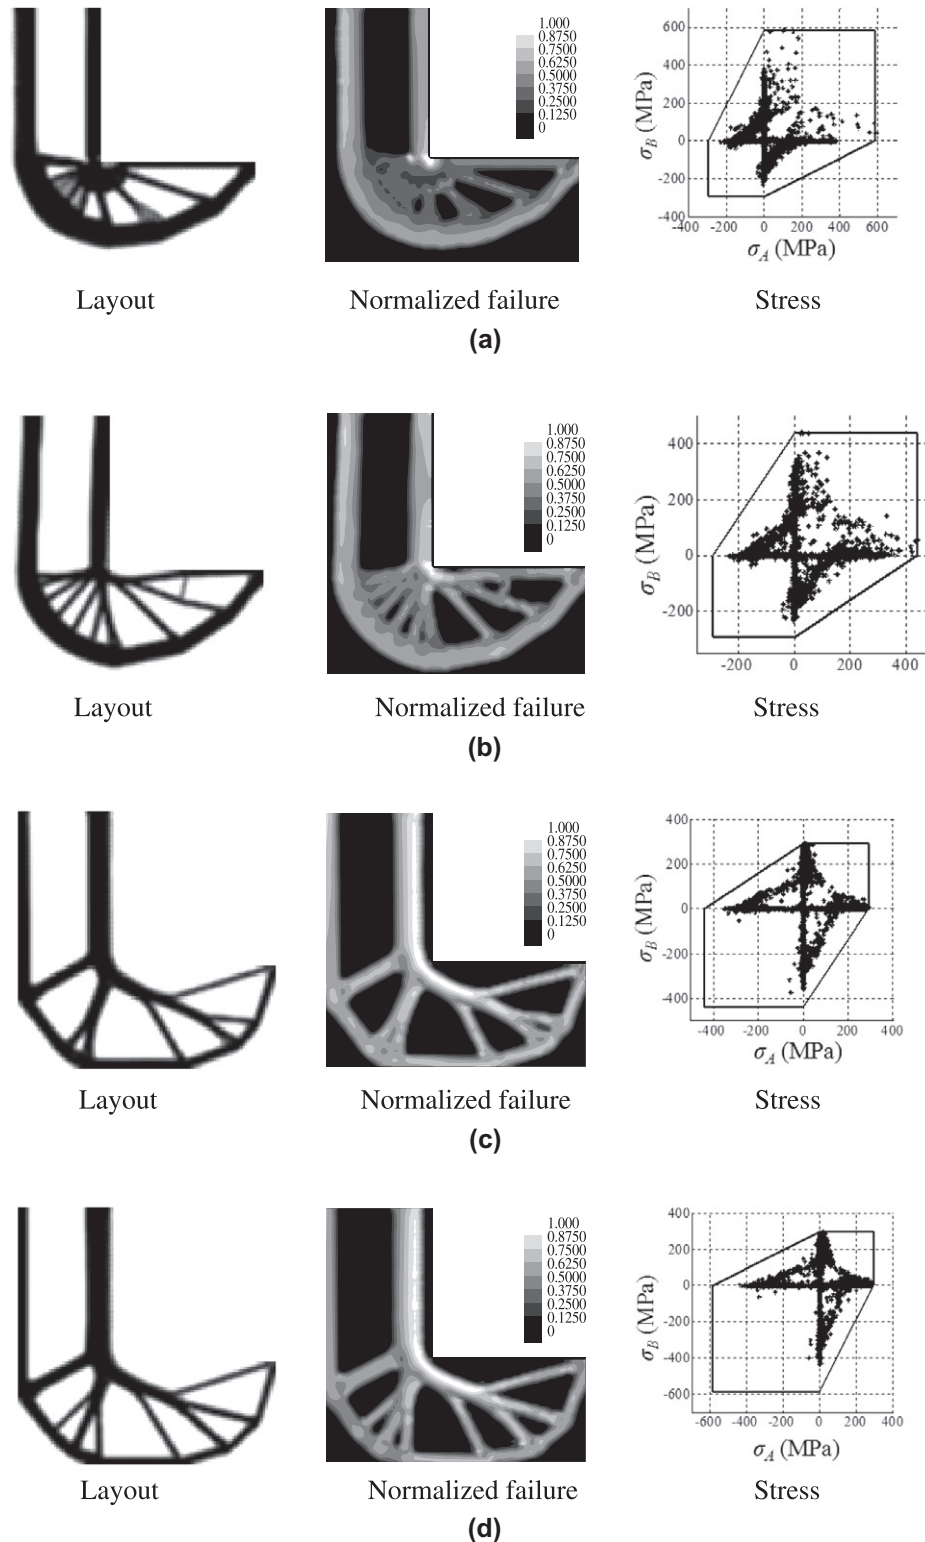 1.000
0.8750
0.7500
0.6250
0.5000
0.3750
0.2500
0.1250
0
600
400
200
0
-200
-400
-400 -200 0 200 400 600
σB (MPa)
σA (MPa)
Layout
Normalized failure
Stress
(a)
1.000
0.8750
0.7500
0.6250
0.5000
0.3750
0.2500
0.1250
0
400
200
0
-200
-200 0 200 400
σB (MPa)
Layout
Normalized failure
Stress
(b)
1.000
0.8750
0.7500
0.6250
0.5000
0.3750
0.2500
0.1250
0
400
200
0
-200
-400
-400 -200 0 200 400
σB (MPa)
σA (MPa)
Layout
Normalized failure
Stress
(c)
1.000
0.8750
0.7500
0.6250
0.5000
0.3750
0.2500
0.1250
0
400
200
0
-200
-400
-600
-600 -400 -200 0 200 400
σB (MPa)
σA (MPa)
Layout
Normalized failure
Stress
(d)